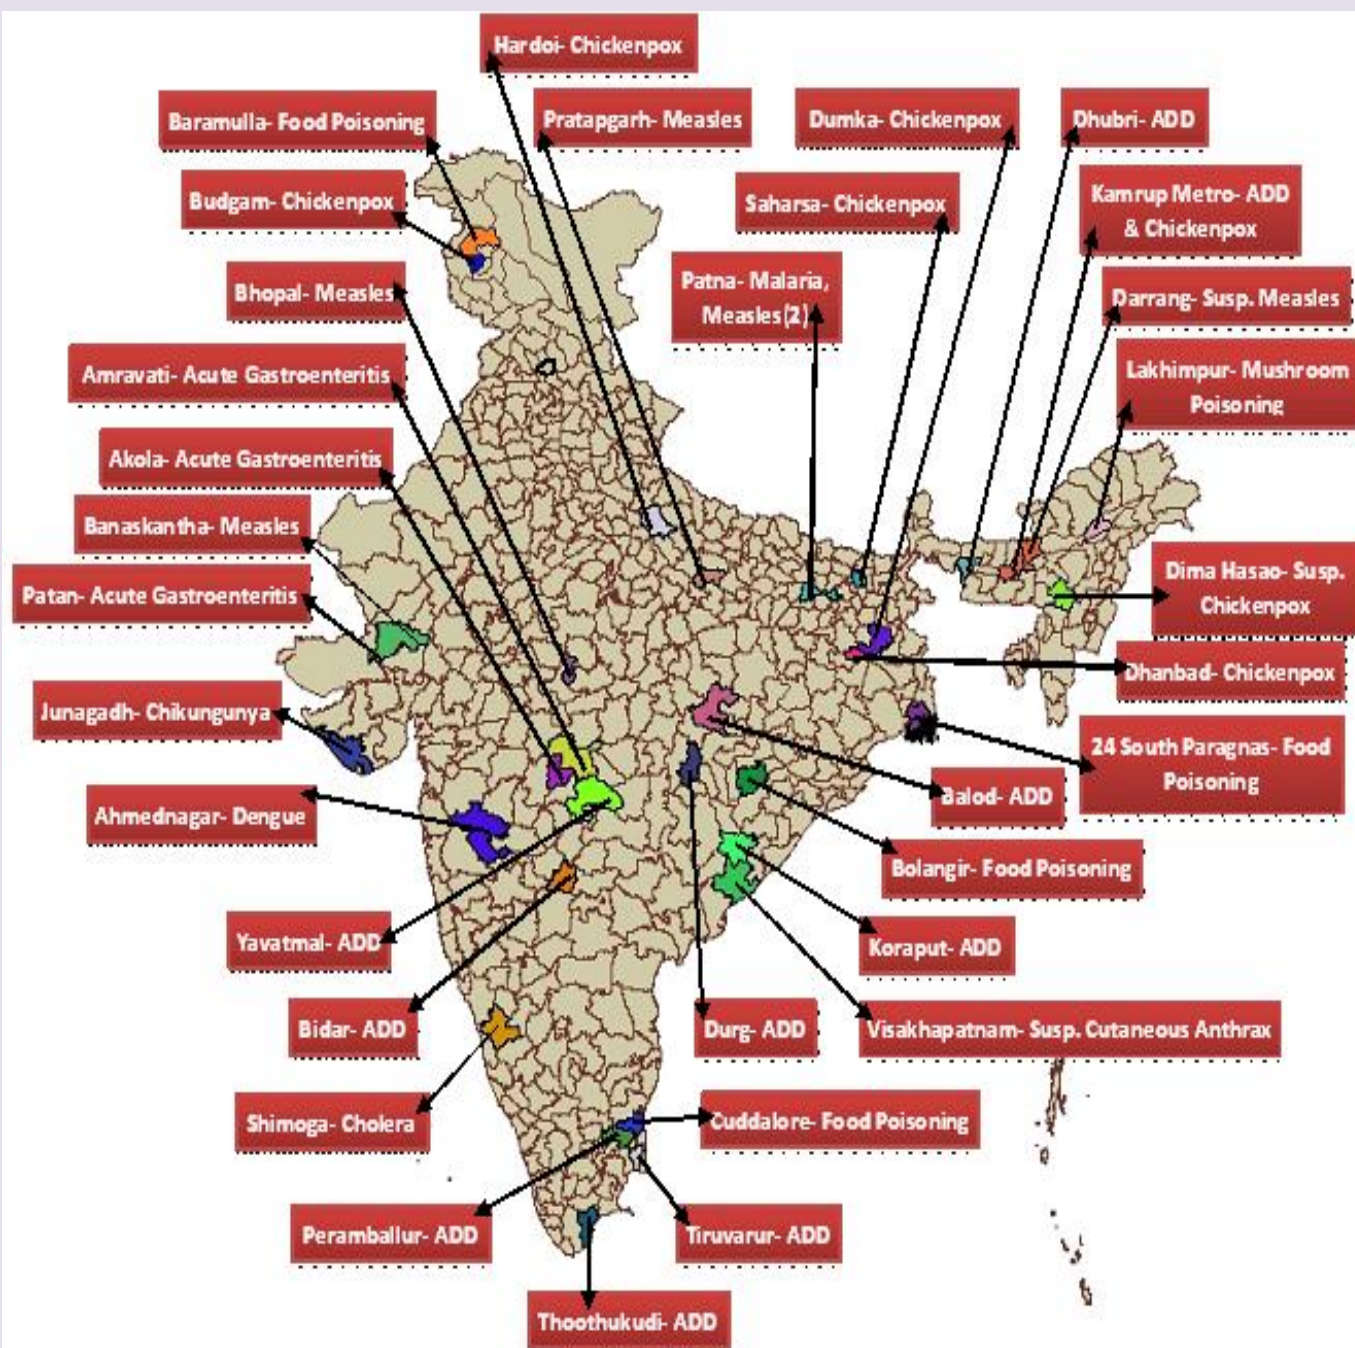 Hardoi- Chickenpox
Baramulla- Food Poisoning
Pratapgarh- Measles
Dumka- Chickenpox
Dhubri- ADD
Budgam- Chickenpox
Saharsa- Chickenpox
Kamrup Metro- ADD
& Chickenpox
Bhopal- Measles
Patna- Malaria,
Measles(2)
Darrang- Susp. Measles
Amravati- Acute Gastroenteritis
Lakhimpur- Mushroom
Poisoning
Akola- Acute Gastroenteritis
Banaskantha- Measles
Patan- Acute Gastroenteritis
Dima Hasao- Susp.
Chickenpox
Dhanbad- Chickenpox
Junagadh- Chikungunya
24 South Paragnas- Food
Poisoning
Ahmednagar- Dengue
Balod- ADD
Bolangir- Food Poisoning
Yavatmal- ADD
Koraput- ADD
Bidar- ADD
Durg- ADD
Visakhapatnam- Susp. Cutaneous Anthrax
Shimoga- Cholera
Cuddalore- Food Poisoning
Peramballur- ADD
Tiruvarur- ADD
Thoothukudi- ADD